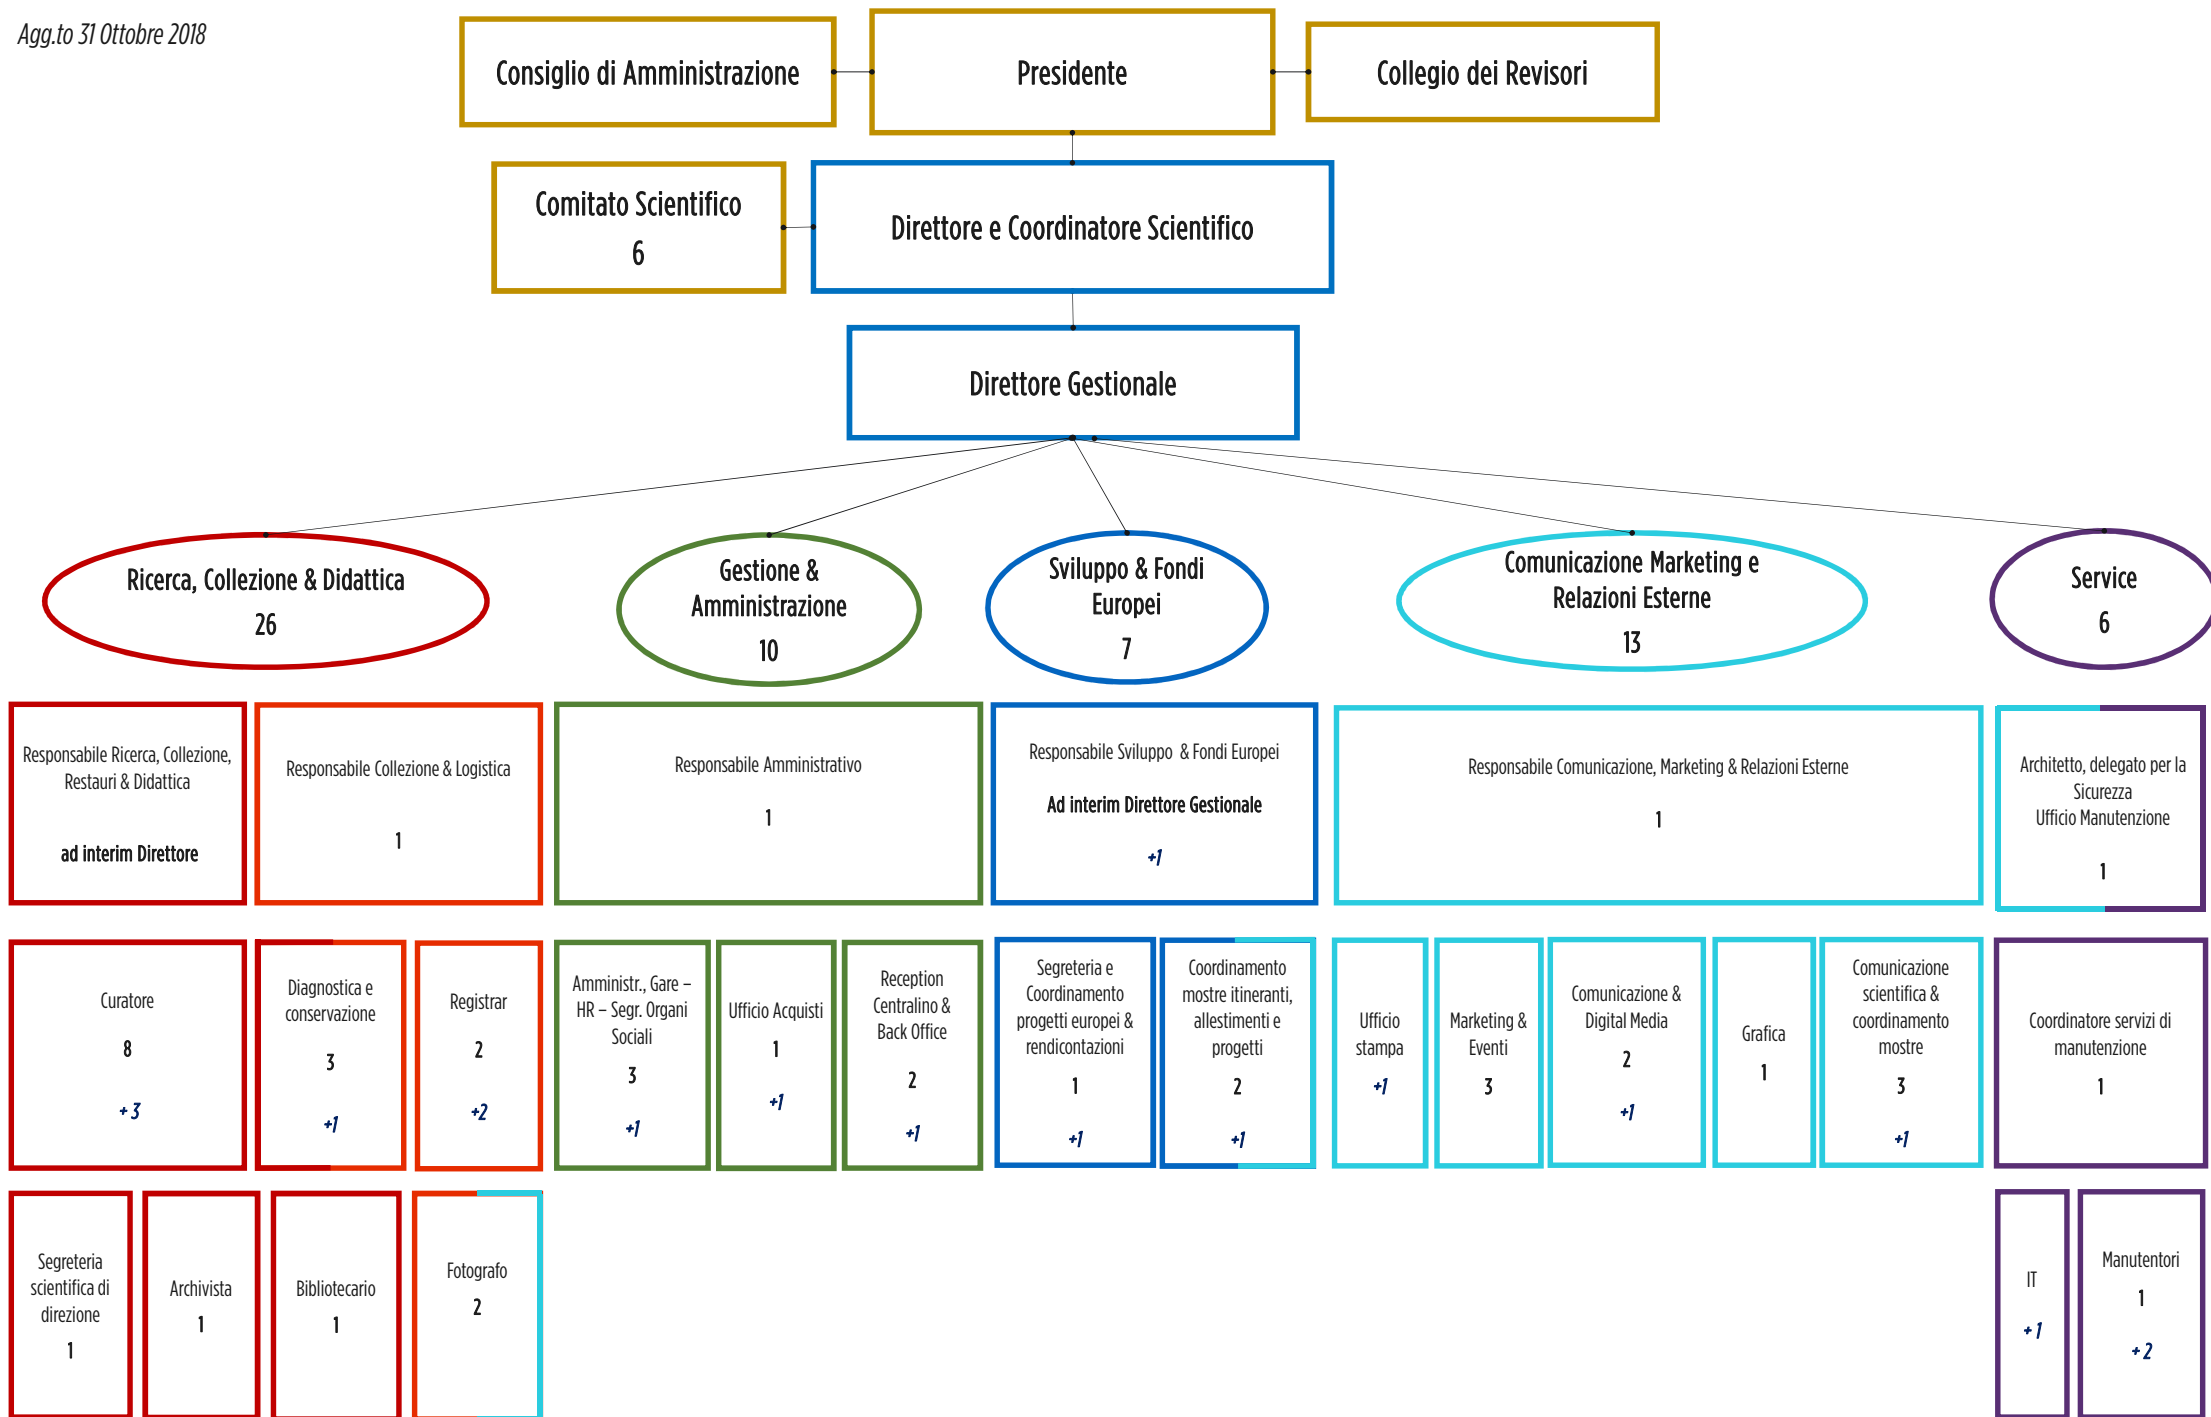 Agg.to 31 Ottobre 2018
Consiglio di Amministrazione
Presidente
Collegio dei Revisori
Comitato Scientifico
6
Direttore e Coordinatore Scientifico
Direttore Gestionale
Ricerca, Collezione & Didattica
26
Gestione &
Amministrazione
10
Sviluppo & Fondi
Europei
7
Comunicazione Marketing e
Relazioni Esterne
13
Service
6
Responsabile Ricerca, Collezione,
Restauri & Didattica
ad interim Direttore
Responsabile Collezione & Logistica
1
Responsabile Amministrativo
1
Responsabile Sviluppo & Fondi Europei
Ad interim Direttore Gestionale
+1
Responsabile Comunicazione, Marketing & Relazioni Esterne
1
Architetto, delegato per la
Sicurezza
Ufficio Manutenzione
1
Curatore
8
+ 3
Diagnostica e
conservazione
3
+1
Registrar
2
+2
Amministr., Gare –
HR – Segr. Organi
Sociali
3
+1
Ufficio Acquisti
1
+1
Reception
Centralino &
Back Office
2
+1
Segreteria e
Coordinamento
progetti europei &
rendicontazioni
1
+1
Coordinamento
mostre itineranti,
allestimenti e
progetti
2
+1
Ufficio
stampa
+1
Marketing &
Eventi
3
Comunicazione &
Digital Media
2
+1
Grafica
1
Comunicazione
scientifica &
coordinamento
mostre
3
+1
Coordinatore servizi di
manutenzione
1
Segreteria
scientifica di
direzione
1
Archivista
1
Bibliotecario
1
Fotografo
2
IT
+ 1
Manutentori
1
+ 2